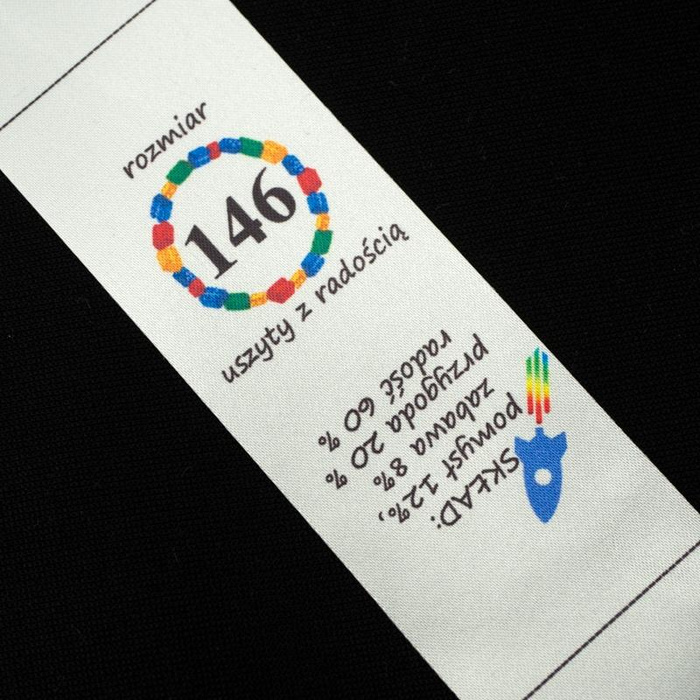 rozmiar
146
uszyty z radością
SKŁAD:
pomysł 12%,
zabawa 8%
przygoda 20 %
radość 60 %